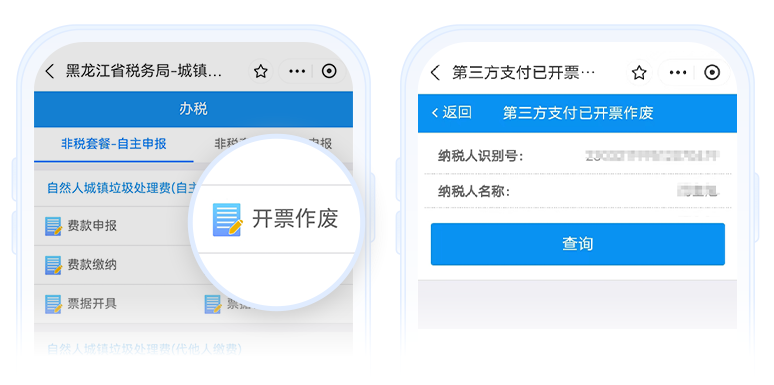 黑龙江省税务局-城镇...
办税
非税套餐-自主申报
申报
自然人城镇垃圾处理费(自主
费款申报
开票作废
费款缴纳
票据开具
自然人城镇垃圾处理费(代他人缴费)
第三方支付已开票...
返回 第三方支付已开票作废
纳税人识别号:
纳税人名称:
查询